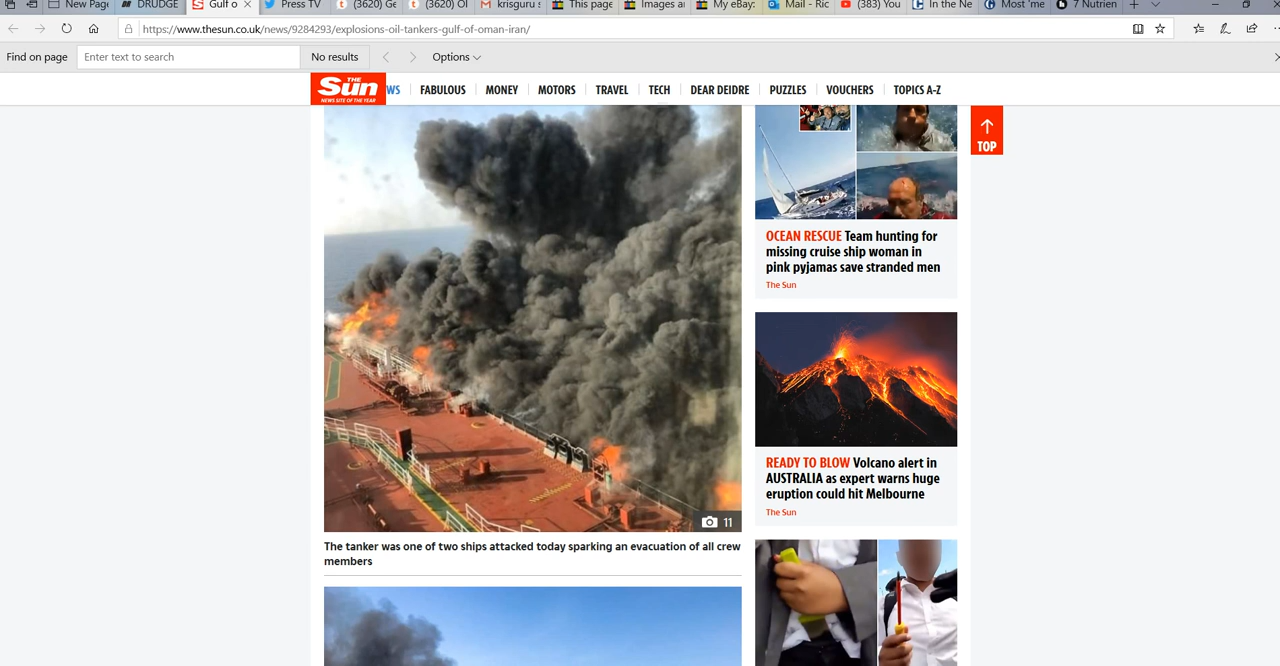 New Page
DRUDGE
Gulf o
Press TV
(3620) Ge
(3620) Ol
krisguru s
This page
Images a
My eBay:
Mail - Ric
(383) You
In the Ne
Most 'me
7 Nutrien
https://www.thesun.co.uk/news/9284293/explosions-oil-tankers-gulf-of-oman-iran/
Find on page
Enter text to search
No results
Options
THE
Sun
NEWS SITE OF THE YEAR
WS
FABULOUS
MONEY
MOTORS
TRAVEL
TECH
DEAR DEIDRE
PUZZLES
VOUCHERS
TOPICS A-Z
TOP
11
The tanker was one of two ships attacked today sparking an evacuation of all crew
members
OCEAN RESCUE Team hunting for
missing cruise ship woman in
pink pyjamas save stranded men
The Sun
READY TO BLOW Volcano alert in
AUSTRALIA as expert warns huge
eruption could hit Melbourne
The Sun